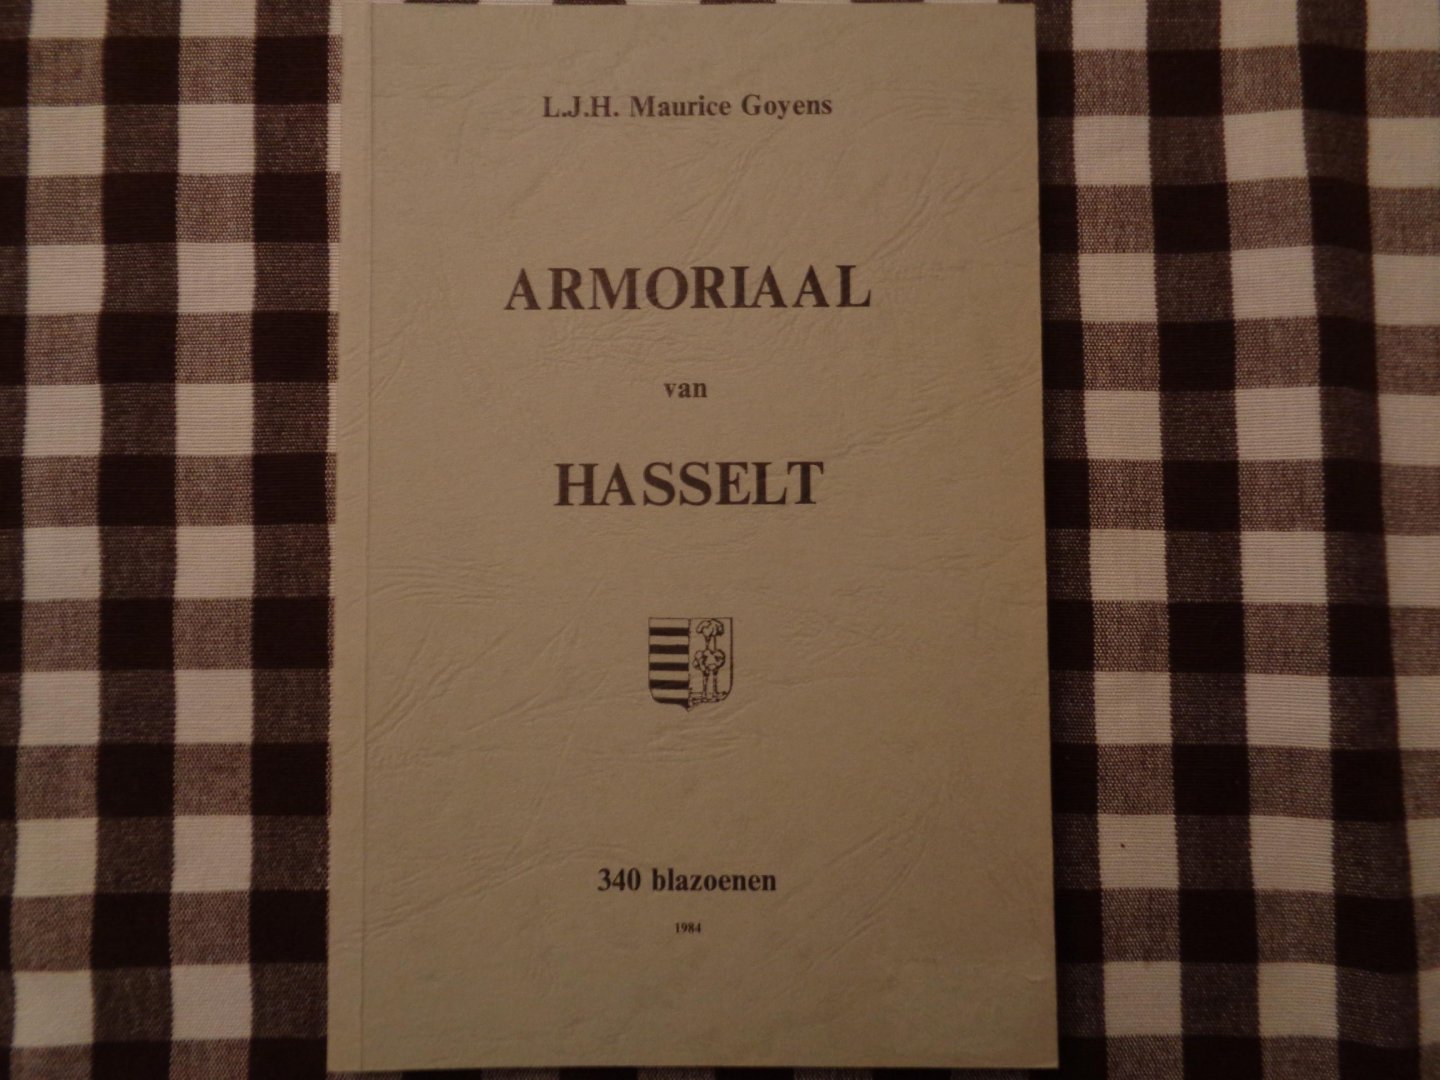 L.J.H. Maurice Goyens
ARMORIAAL
van
HASSELT
340 blazoenen
1984